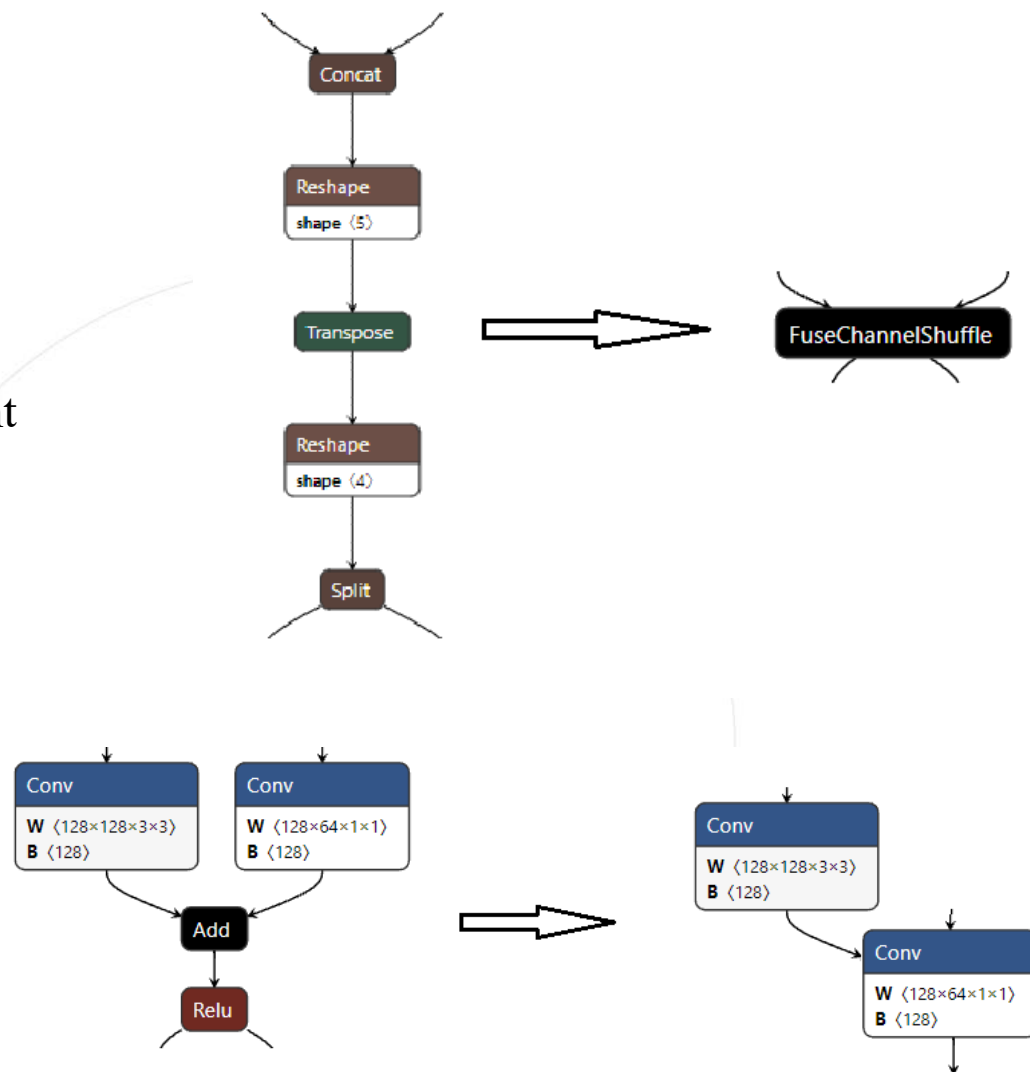 Concat
Reshape
shape〈5〉
Transpose
FuseChannelShuffle
Reshape
shape〈4〉
Split
Conv
W〈128×128×3×3〉
B〈128〉
Conv
W〈128×64×1×1〉
B〈128〉
Add
Relu
Conv
W〈128×128×3×3〉
B〈128〉
Conv
W〈128×64×1×1〉
B〈128〉